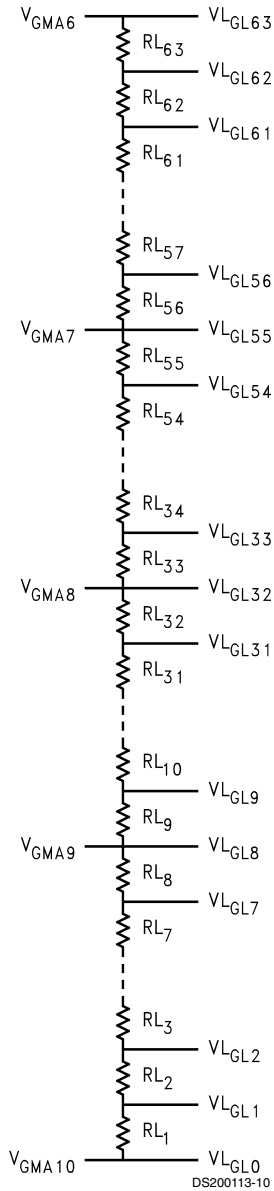 VGMA6 VLGL63
RL63
VLGL62
RL62
VLGL61
RL61
RL57
VLGL56
RL56
VGMA7 VLGL55
RL55
VLGL54
RL54
RL34
VLGL33
RL33
VGMA8 VLGL32
RL32
VLGL31
RL31
RL10
VLGL9
RL9
VGMA9 VLGL8
RL8
VLGL7
RL7
RL3
VLGL2
RL2
VLGL1
RL1
VGMA10 VLGL0
DS200113-10